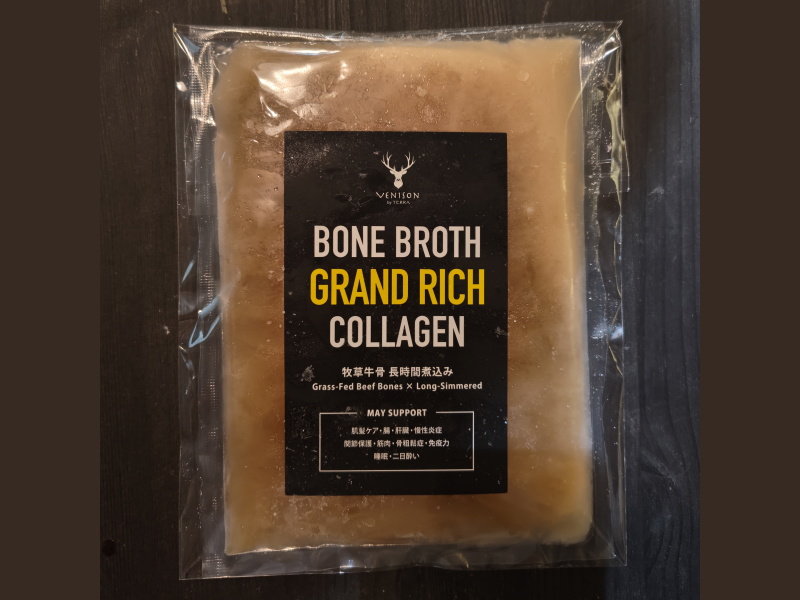 VENISON
by TERRA
BONE BROTH
GRAND RICH
COLLAGEN
牧草牛骨 長時間煮込み
Grass-Fed Beef Bones × Long-Simmered
MAY SUPPORT
肌髪ケア・腸・肝臓・慢性炎症
関節保護・筋肉・骨粗鬆症・免疫力
睡眠・二日酔い